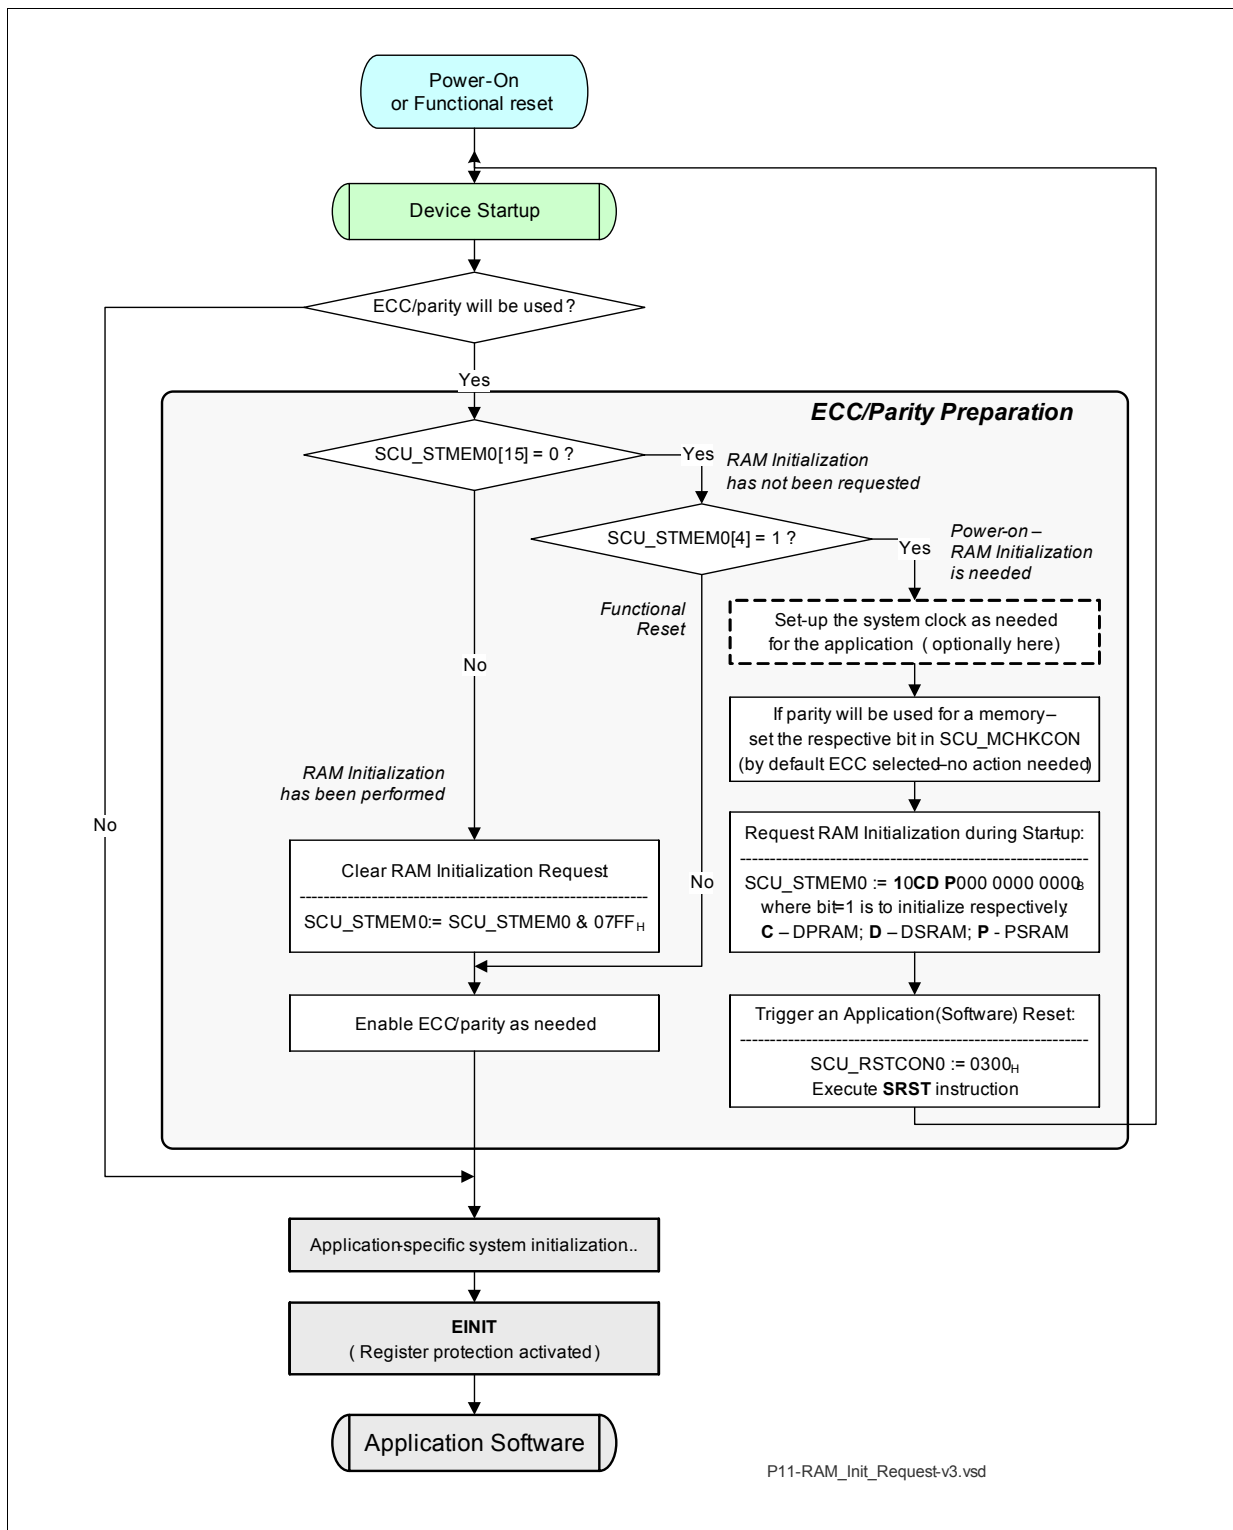 Power-On
or Functional reset
Device Startup
ECC/parity will be used?
Yes
ECC/Parity Preparation
SCU_STMEM0[15] = 0 ?
Yes
RAM Initialization
has not been requested
SCU_STMEM0[4] = 1 ?
Yes
Power-on –
RAM Initialization
is needed
Functional
Reset
Set-up the system clock as needed
for the application ( optionally here)
No
If parity will be used for a memory–
set the respective bit in SCU_MCHKCON
(by default ECC selected–no action needed)
RAM Initialization
has been performed
No
Request RAM Initialization during Startup:
Clear RAM Initialization Request
No
SCU_STMEM0 := 10CD P000 0000 0000B
where bit=1 is to initialize respectively:
C – DPRAM; D – DSRAM; P - PSRAM
SCU_STMEM0:= SCU_STMEM0 & 07FFH
Enable ECC/parity as needed
Trigger an Application(Software) Reset:
SCU_RSTCON0 := 0300H
Execute SRST instruction
Application-specific system initialization...
EINIT
( Register protection activated)
Application Software
P11-RAM_Init_Request-v3.vsd